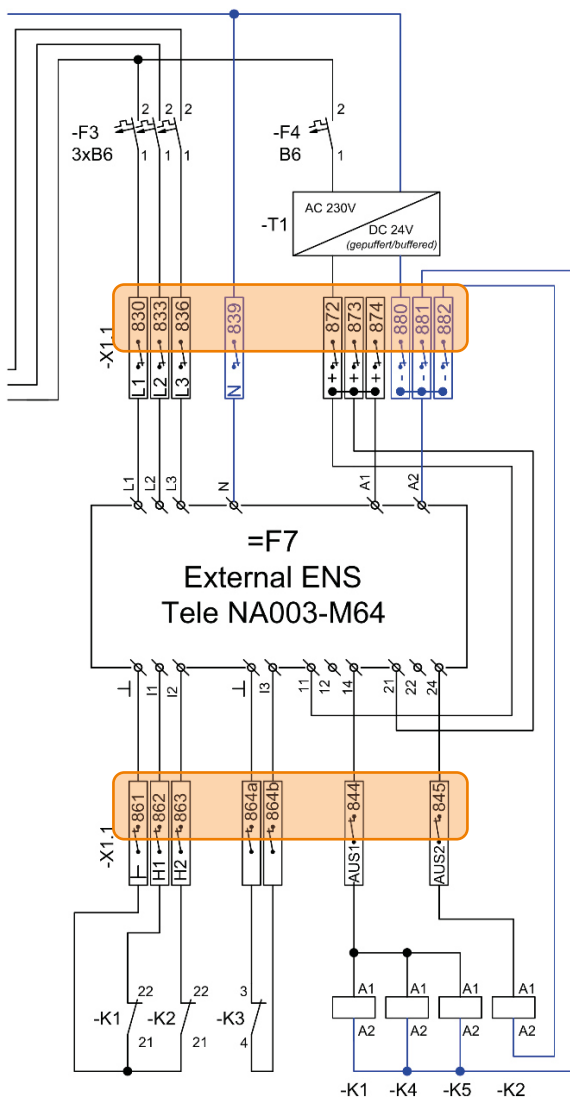 2 2 2 2
-F3
3xB6
-F4
B6
1 1 1 1
AC 230V
-T1
DC 24V
(gepuffert/buffered)
-X1.1
830 833 836 839 872 873 874 880 881 882
L1 L2 L3 N + + + - - -
L1 L2 L3 N A1 A2
=F7
External ENS
Tele NA003-M64
⊥ I1 I2 ⊥ I3 11 12 14 21 22 24
-X1.1
861 862 863 864a 864b 844 845
⊥ H1 H2 AUS1 AUS2
22 22 3 A1 A1 A1 A1
-K1 -K2 -K3
21 21 4 A2 A2 A2 A2
-K1 -K4 -K5 -K2